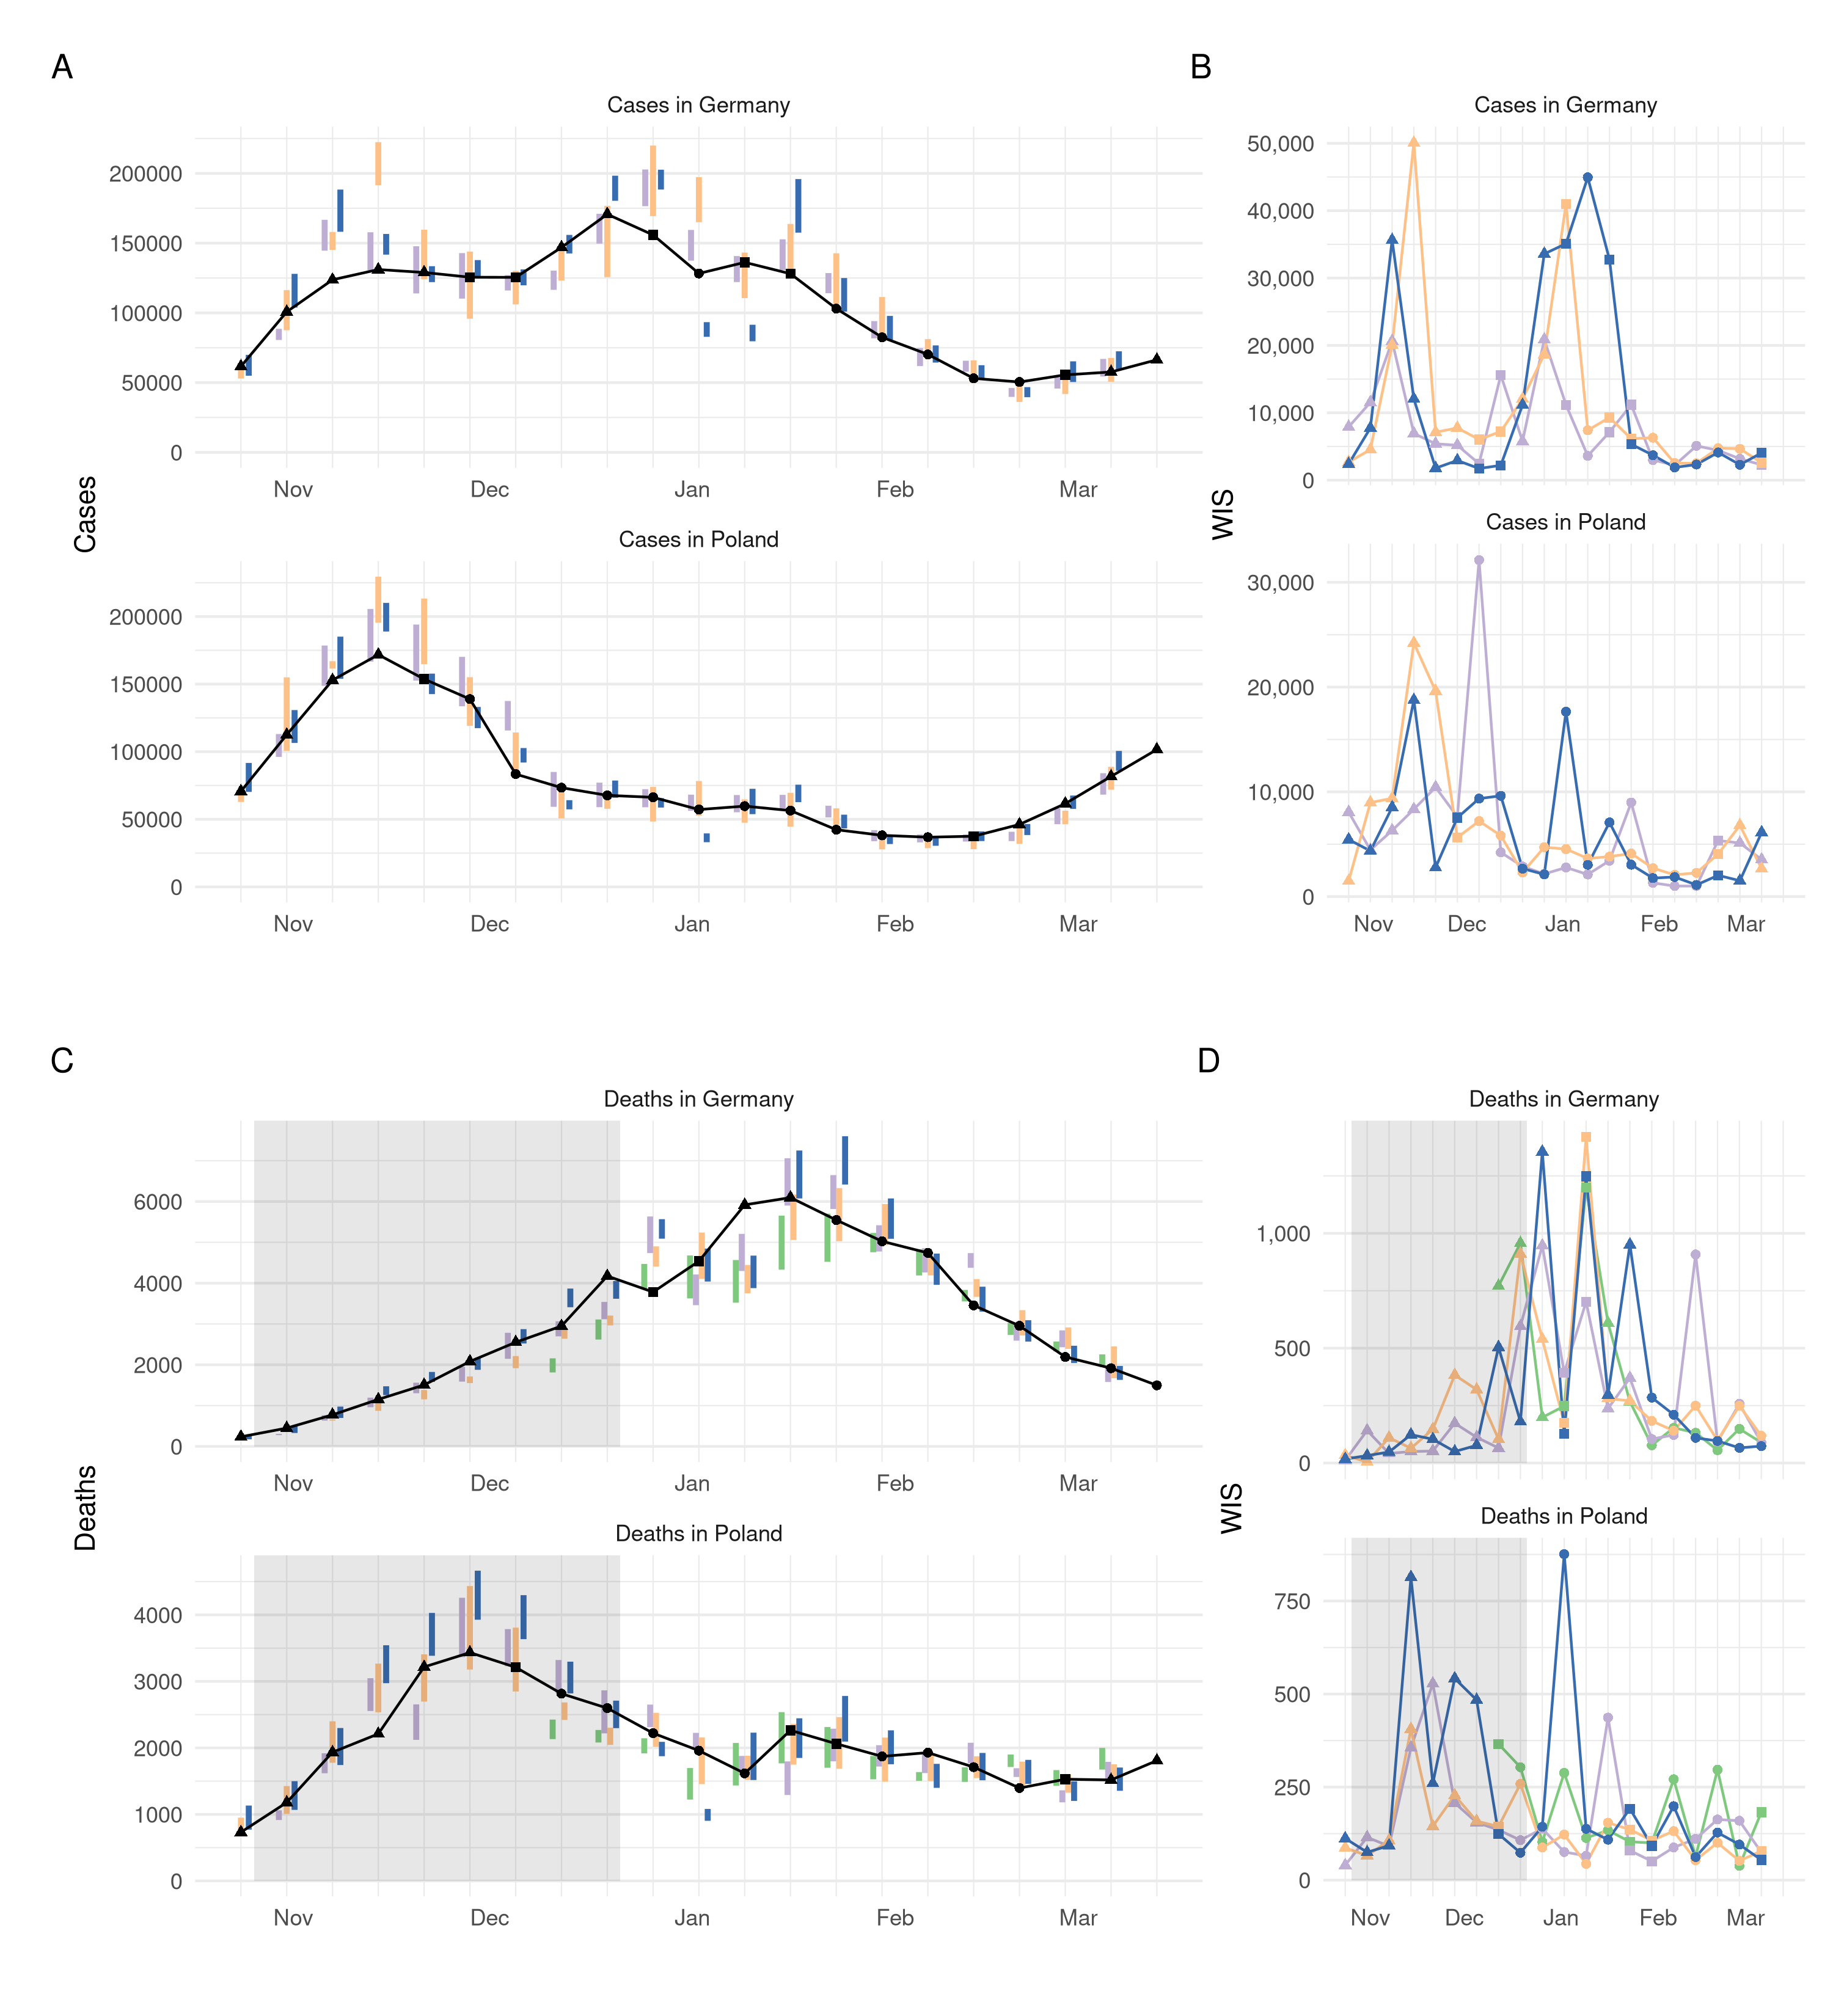 A
Cases in Germany
200000
150000
100000
50000
0
Nov Dec Jan Feb Mar
Cases
Cases in Poland
200000
150000
100000
50000
0
Nov Dec Jan Feb Mar
B
Cases in Germany
50,000
40,000
30,000
20,000
10,000
0
WIS
Cases in Poland
30,000
20,000
10,000
0
Nov Dec Jan Feb Mar
C
Deaths in Germany
6000
4000
2000
0
Nov Dec Jan Feb Mar
Deaths
Deaths in Poland
4000
3000
2000
1000
0
Nov Dec Jan Feb Mar
D
Deaths in Germany
1,000
500
0
WIS
Deaths in Poland
750
500
250
0
Nov Dec Jan Feb Mar